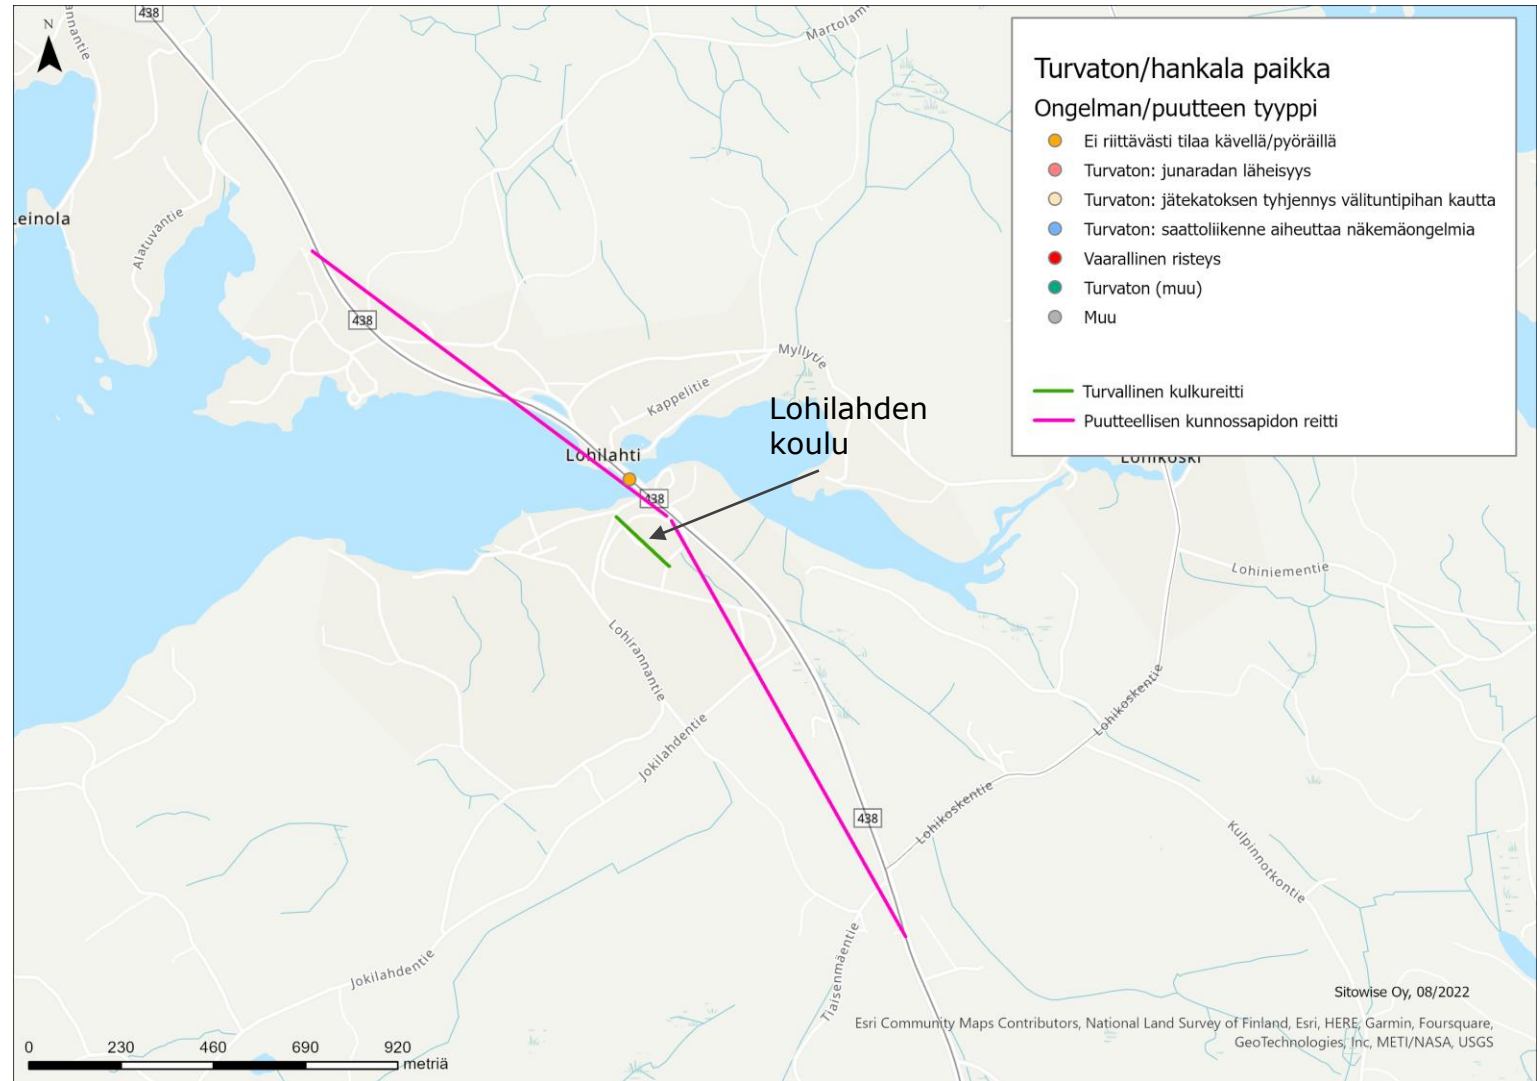 438
N
annantie
Martolam
Turvaton/hankala paikka
Ongelman/puutteen tyyppi
Ei riittävästi tilaa kävellä/pyöräillä
Turvaton: junaradan läheisyys
Turvaton: jätekatoksen tyhjennys välituntipihan kautta
Turvaton: saattoliikenne aiheuttaa näkemäongelmia
Vaarallinen risteys
Turvaton (muu)
Muu
Turvallinen kulkureitti
Puutteellisen kunnossapidon reitti
Leinola
Alatuvantie
438
Myllytie
Kappelitie
Lohilahden
koulu
Lohilahti
Lohikoski
438
Lohiniementie
Lohirannantie
Lohikoskentie
Jokilahdentie
438
Lohikoskentie
Kulpinnotkontie
Jokilahdentie
Tiaisenmäentie
Sitowise Oy, 08/2022
Esri Community Maps Contributors, National Land Survey of Finland, Esri, HERE, Garmin, Foursquare,
GeoTechnologies, Inc, METI/NASA, USGS
0 230 460 690 920
metriä